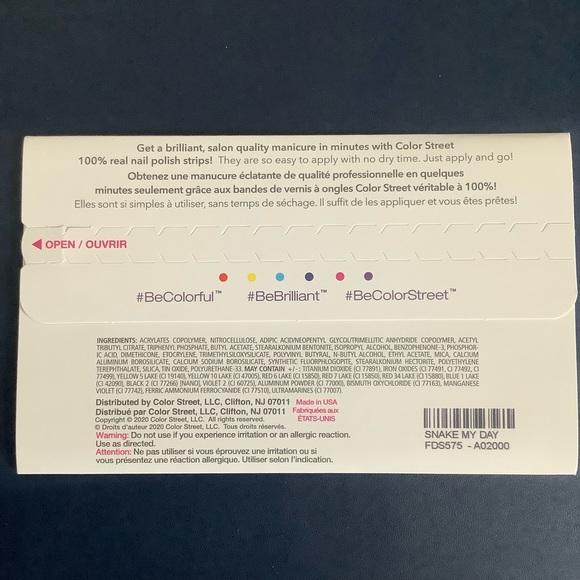 Get a brilliant, salon quality manicure in minutes with Color Street
100% real nail polish strips! They are so easy to apply with no dry time. Just apply and go!
Obtenez une manucure éclatante de qualité professionelle en quelques
minutes seulement grâce aux bandes de vernis à ongles Color Street véritable à 100%!
Elles sont si simples à utiliser, sans temps de séchage. Il suffit de les appliquer et vous êtes prêtes!
OPEN / OUVRIR
#BeColorful™ #BeBrilliant™ #BeColorStreet™
INGREDIENTS: ACRYLATES COPOLYMER, NITROCELLULOSE, ADIPIC ACID/NEOPENTYL GLYCOL/TRIMELLITIC ANHYDRIDE COPOLYMER, ACETYL
TRIBUTYL CITRATE, TRIPHENYL PHOSPHATE, BUTYL ACETATE, STEARALKONIUM BENTONITE, ISOPROPYL ALCOHOL, BENZOPHENONE-3, PHOSPHOR-
IC ACID, DIMETHICONE, ETOCRYLENE, TRIMETHYLSILOXYSILICATE, POLYVINYL BUTYRAL, N-BUTYL ALCOHOL, ETHYL ACETATE, MICA, CALCIUM
ALUMINUM BOROSILICATE, CALCIUM SODIUM BOROSILICATE, SYNTHETIC FLUORPHLOGOPITE, STEARALKONIUM HECTORITE, POLYETHYLENE
TEREPHTHALATE, SILICA, TIN OXIDE, POLYURETHANE-33. MAY CONTAIN +/- : TITANIUM DIOXIDE (CI 77891), IRON OXIDES (CI 77491, CI 77492, CI
77499), YELLOW 5 LAKE (CI 19140), YELLOW 10 LAKE (CI 47005), RED 6 LAKE (CI 15850), RED 7 LAKE (CI 15850), RED 34 LAKE (CI 15880), BLUE 1 LAKE
(CI 42090), BLACK 2 (CI 77266) [NANO], VIOLET 2 (CI 60725), ALUMINUM POWDER (CI 77000), BISMUTH OXYCHLORIDE (CI 77163), MANGANESE
VIOLET (CI 77742), FERRIC AMMONIUM FERROCYANIDE (CI 77510), ULTRAMARINES (CI 77007).
Distributed by Color Street, LLC, Clifton, NJ 07011 Made in USA
Distribué par Color Street, LLC, Clifton, NJ 07011 Fabriquées aux
ÉTATS-UNIS
Copyright © 2020 Color Street, LLC. All Rights Reserved.
© Droits d'auteur 2020 Color Street, LLC. Tous droits réservés.
Warning: Do not use if you experience irritation or an allergic reaction.
Use as directed.
Attention: Ne pas utiliser si vous éprouvez une irritation ou si
vous présentez une réaction allergique. Utiliser selon l'indication.
SNAKE MY DAY
FDS575 - A02000